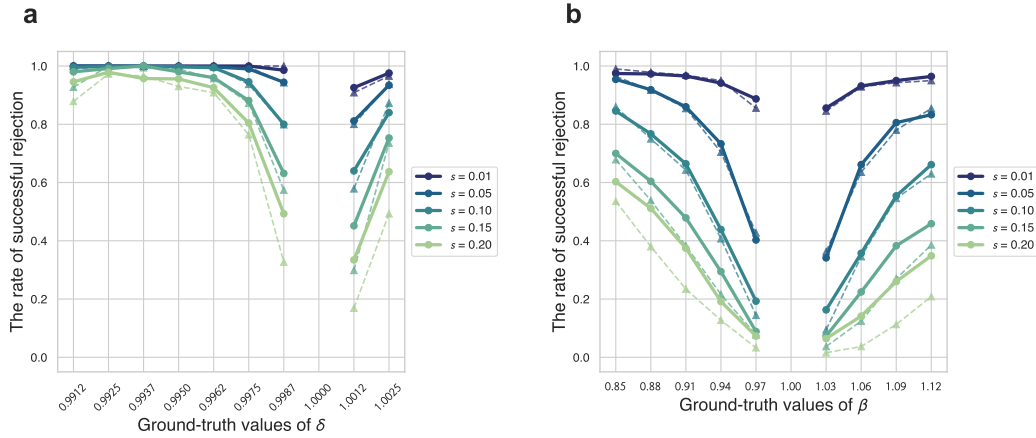 a
The rate of successful rejection
1.0
0.8
0.6
0.4
0.2
0.0
0.9912 0.9925 0.9937 0.9950 0.9962 0.9975 0.9987 1.0000 1.0012 1.0025
Ground-truth values of δ
s = 0.01
s = 0.05
s = 0.10
s = 0.15
s = 0.20
b
The rate of successful rejection
1.0
0.8
0.6
0.4
0.2
0.0
0.85 0.88 0.91 0.94 0.97 1.00 1.03 1.06 1.09 1.12
Ground-truth values of β
s = 0.01
s = 0.05
s = 0.10
s = 0.15
s = 0.20